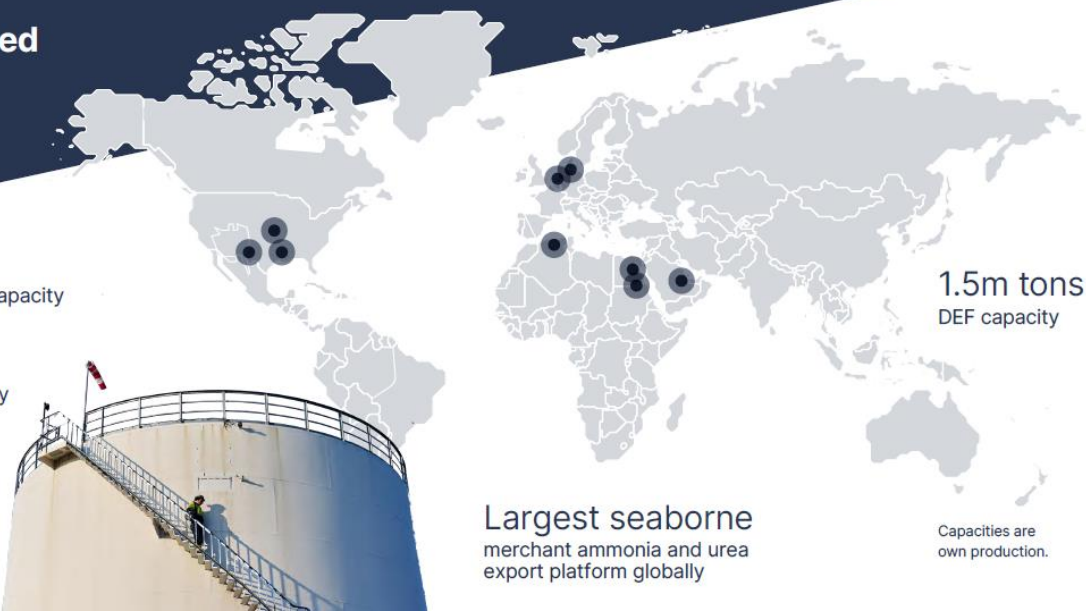 ed
apacity
y
1.5m tons
DEF capacity
Largest seaborne
merchant ammonia and urea
export platform globally
Capacities are
own production.